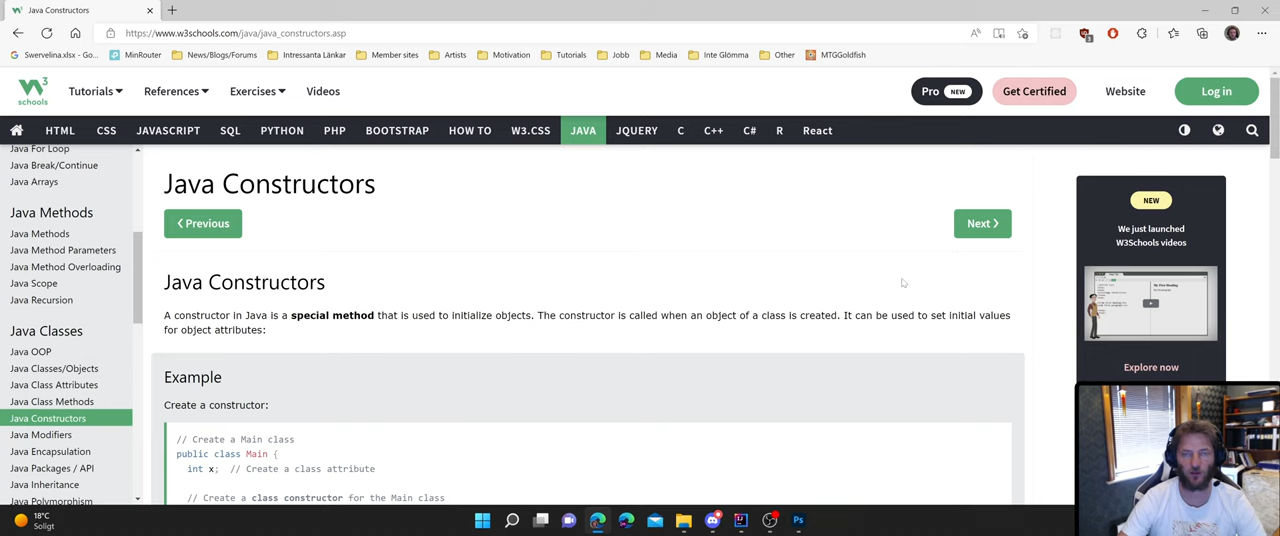 Java Constructors
https://www.w3schools.com/java/java_constructors.asp
Swervelina.xlsx - Go...
MinRouter
News/Blogs/Forums
Intressanta Länkar
Member sites
Artists
Motivation
Tutorials
Jobb
Media
Inte Glömma
Other
MTGGoldfish
W3 schools
Tutorials
References
Exercises
Videos
Pro NEW
Get Certified
Website
Log in
HTML CSS JAVASCRIPT SQL PYTHON PHP BOOTSTRAP HOW TO W3.CSS JAVA JQUERY C C++ C# R React
Java For Loop
Java Break/Continue
Java Arrays
Java Methods
Java Methods
Java Method Parameters
Java Method Overloading
Java Scope
Java Recursion
Java Classes
Java OOP
Java Classes/Objects
Java Class Attributes
Java Class Methods
Java Constructors
Java Modifiers
Java Encapsulation
Java Packages / API
Java Inheritance
Java Polymorphism
Java Constructors
❮ Previous
Next ❯
Java Constructors
A constructor in Java is a special method that is used to initialize objects. The constructor is called when an object of a class is created. It can be used to set initial values
for object attributes:
Example
Create a constructor:
// Create a Main class
public class Main {
int x; // Create a class attribute
// Create a class constructor for the Main class
NEW
We just launched
W3Schools videos
Explore now
18°C
Soligt